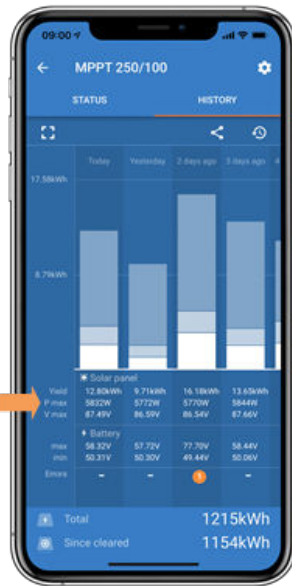 09:00
MPPT 250/100
STATUS HISTORY
Today Yesterday 2 days ago 3 days ago 4
17.58kWh
8.79kWh
Solar panel
Yield 12.80kWh 9.71kWh 16.18kWh 13.65kWh
P max 5832W 5772W 5770W 5844W
V max 87.49V 86.59V 86.54V 87.66V
Battery
max 58.32V 57.72V 77.70V 58.44V
min 50.31V 50.30V 49.44V 50.06V
Errors - - 1 -
Total 1215kWh
Since cleared 1154kWh